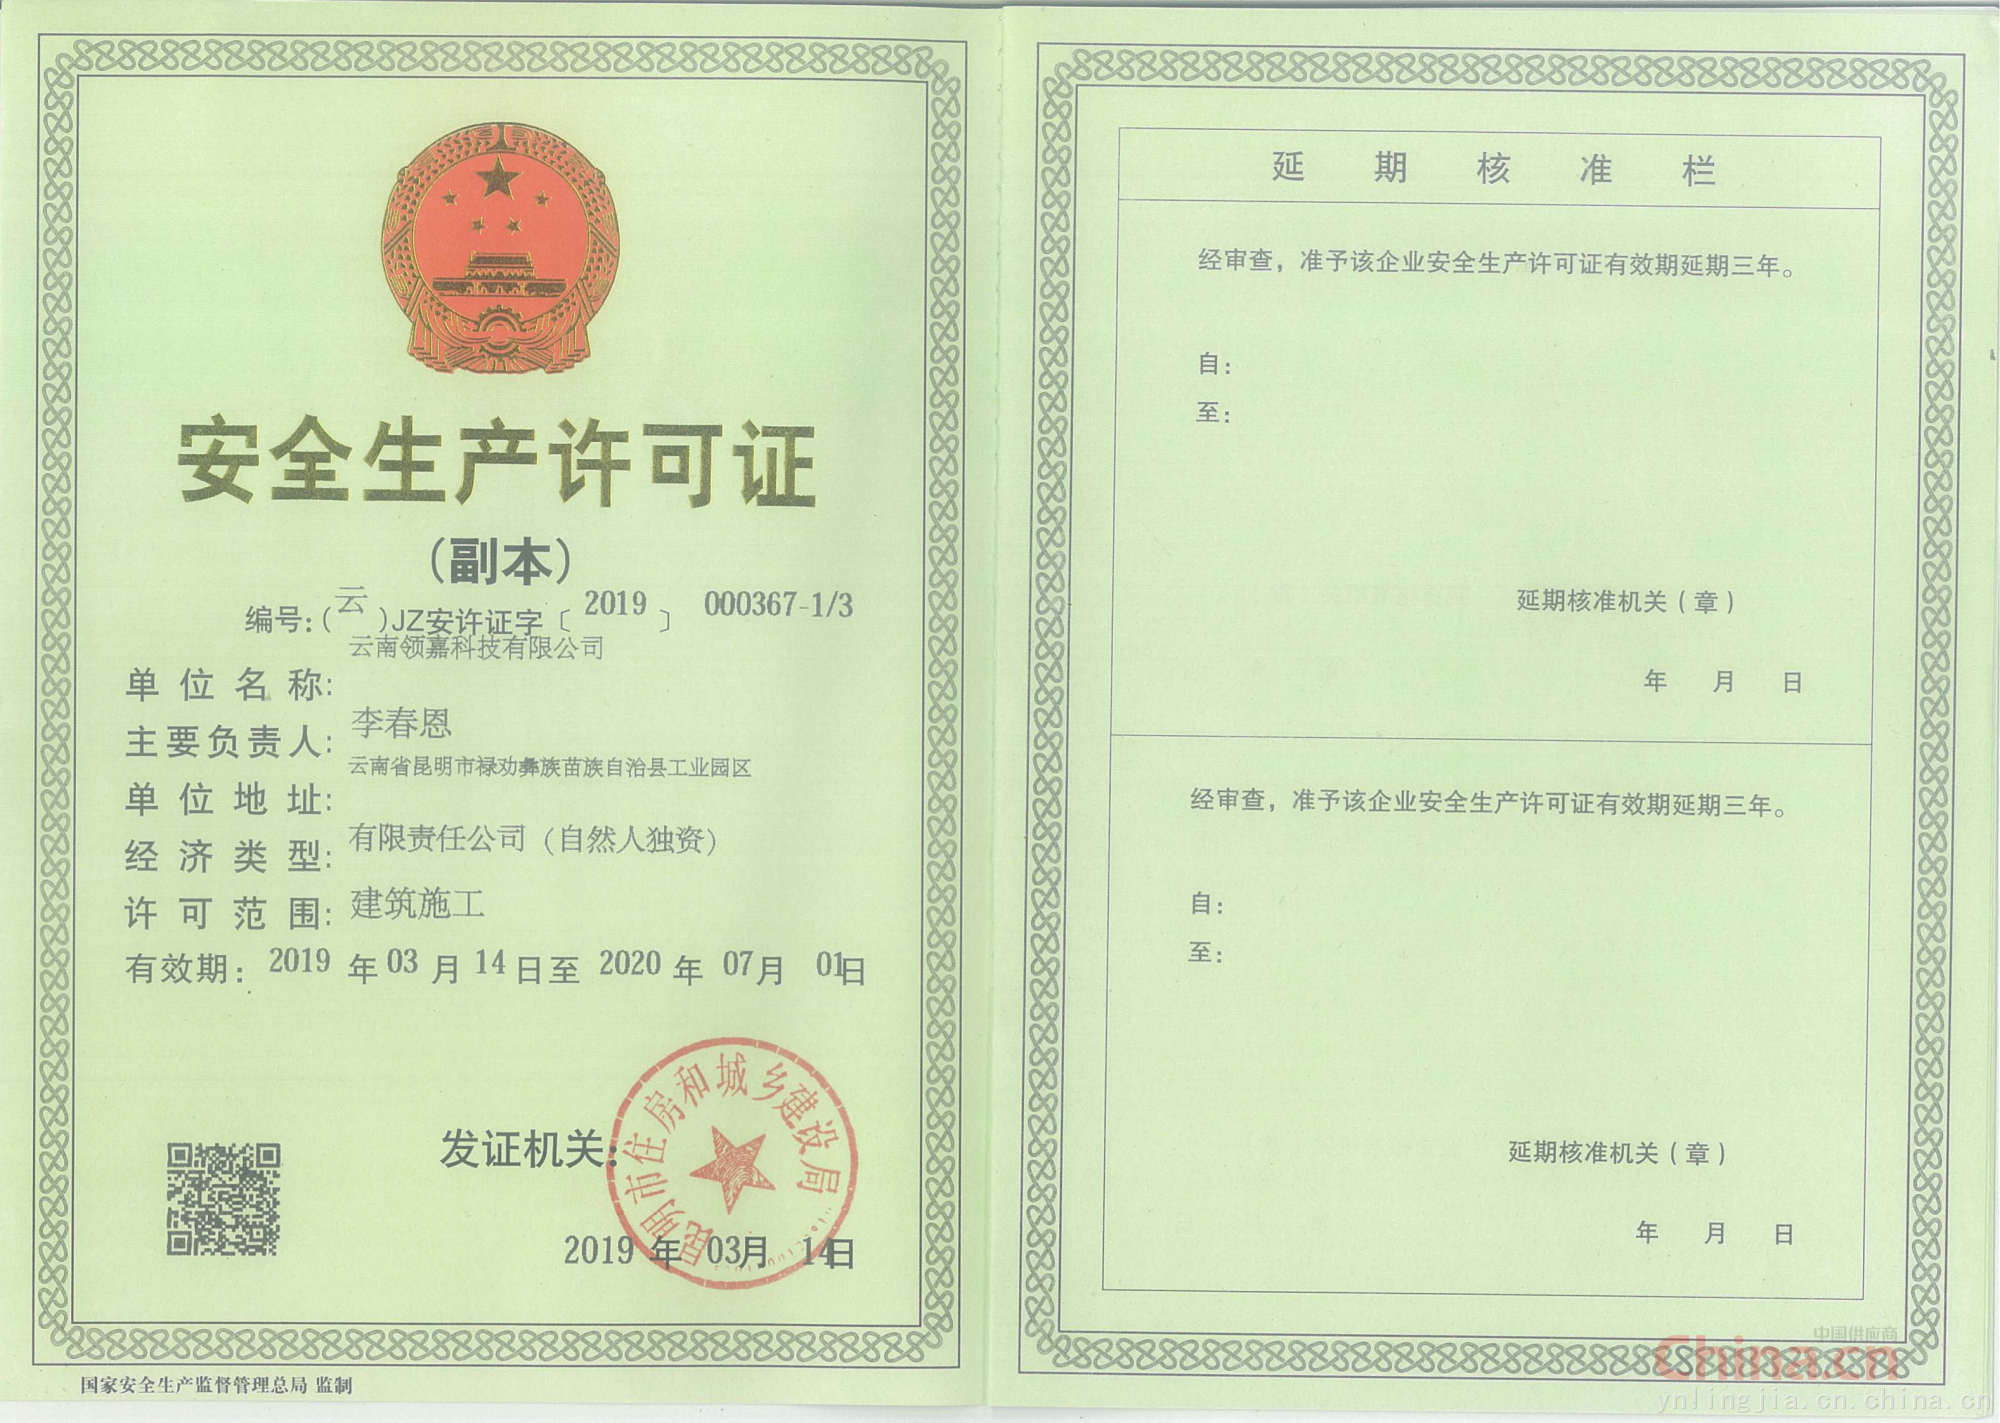 安全生产许可证
(副本)
编号:(云)JZ安许证字〔2019〕000367-1/3
单位名称:云南领嘉科技有限公司
主要负责人:李春恩
单位地址:云南省昆明市禄劝彝族苗族自治县工业园区
经济类型:有限责任公司(自然人独资)
许可范围:建筑施工
有效期:2019年03月14日至2020年07月01日
发证机关:
昆明市住房和城乡建设局
2019年03月14日
国家安全生产监督管理总局 监制
延期核准栏
经审查，准予该企业安全生产许可证有效期延期三年。
自:
至:
延期核准机关(章)
年 月 日
经审查，准予该企业安全生产许可证有效期延期三年。
自:
至:
延期核准机关(章)
年 月 日
中国供应商
China.cn
ynlingjia.cn.china.cn